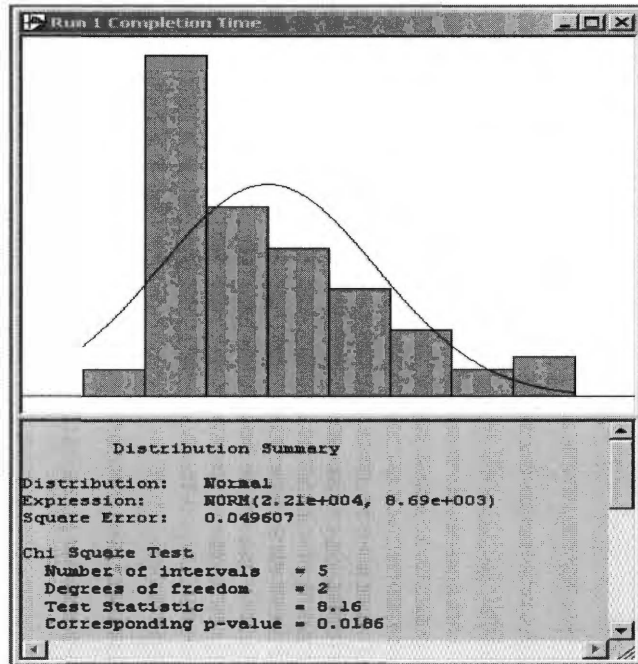 Run 1 Completion Time
Distribution Summary
Distribution: Normal
Expression: NORM(2.21e+004, 8.69e+003)
Square Error: 0.049607
Chi Square Test
Number of intervals = 5
Degrees of freedom = 2
Test Statistic = 8.16
Corresponding p-value = 0.0186